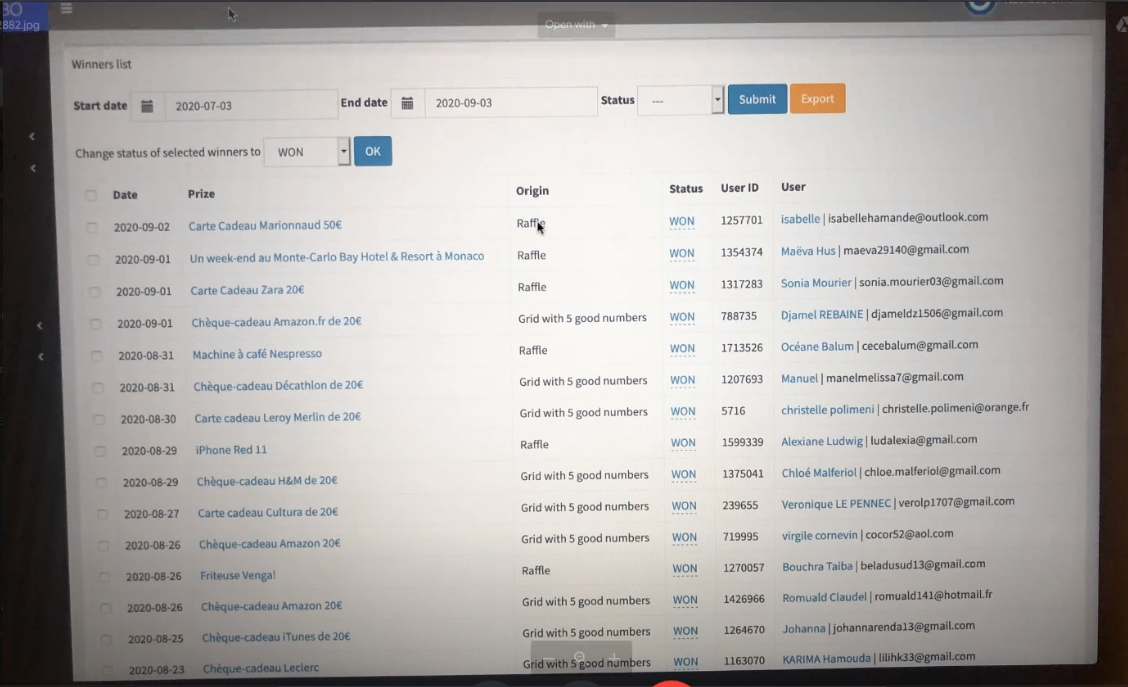 BO
2882.jpg
Open with
Winners list
Start date 2020-07-03 End date 2020-09-03 Status --- Submit Export
Change status of selected winners to WON OK
Date Prize Origin Status User ID User
2020-09-02 Carte Cadeau Marionnaud 50€ Raffle WON 1257701 isabelle | isabellehamande@outlook.com
2020-09-01 Un week-end au Monte-Carlo Bay Hotel & Resort à Monaco Raffle WON 1354374 Maëva Hus | maeva29140@gmail.com
2020-09-01 Carte Cadeau Zara 20€ Raffle WON 1317283 Sonia Mourier | sonia.mourier03@gmail.com
2020-09-01 Chèque-cadeau Amazon.fr de 20€ Grid with 5 good numbers WON 788735 Djamel REBAINE | djameldz1506@gmail.com
2020-08-31 Machine à café Nespresso Raffle WON 1713526 Océane Balum | cecebalum@gmail.com
2020-08-31 Chèque-cadeau Décathlon de 20€ Grid with 5 good numbers WON 1207693 Manuel | manelmelissa7@gmail.com
2020-08-30 Carte cadeau Leroy Merlin de 20€ Grid with 5 good numbers WON 5716 christelle polimeni | christelle.polimeni@orange.fr
2020-08-29 iPhone Red 11 Raffle WON 1599339 Alexiane Ludwig | ludalexia@gmail.com
2020-08-29 Chèque-cadeau H&M de 20€ Grid with 5 good numbers WON 1375041 Chloé Malferiol | chloe.malferiol@gmail.com
2020-08-27 Carte cadeau Cultura de 20€ Grid with 5 good numbers WON 239655 Veronique LE PENNEC | verolp1707@gmail.com
2020-08-26 Chèque-cadeau Amazon 20€ Grid with 5 good numbers WON 719995 virgile cornevin | cocor52@aol.com
2020-08-26 Friteuse Venga! Raffle WON 1270057 Bouchra Taiba | beladusud13@gmail.com
2020-08-26 Chèque-cadeau Amazon 20€ Grid with 5 good numbers WON 1426966 Romuald Claudel | romuald141@hotmail.fr
2020-08-25 Chèque-cadeau iTunes de 20€ Grid with 5 good numbers WON 1264670 Johanna | johannarenda13@gmail.com
2020-08-23 Chèque-cadeau Leclerc Grid with 5 good numbers WON 1163070 KARIMA Hamouda | lilihk33@gmail.com